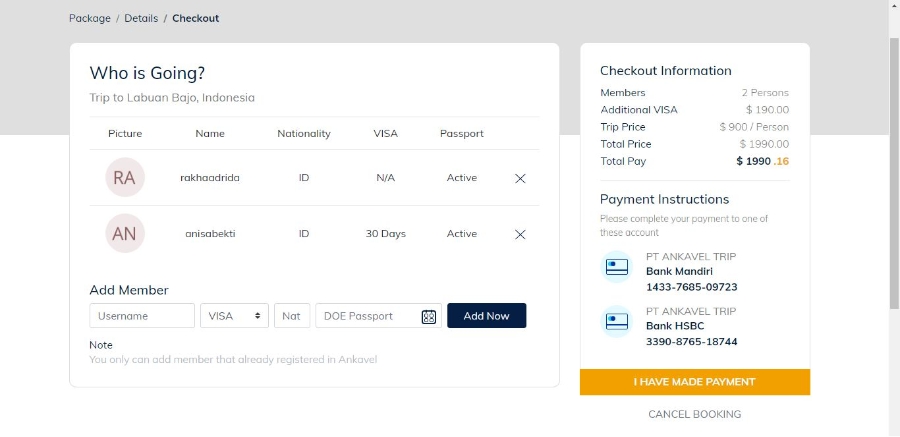 Package / Details / Checkout
Who is Going?
Trip to Labuan Bajo, Indonesia
Picture Name Nationality VISA Passport
RA rakhaadrida ID N/A Active
AN anisabekti ID 30 Days Active
Add Member
Username VISA Nat DOE Passport Add Now
Note
You only can add member that already registered in Ankavel
Checkout Information
Members 2 Persons
Additional VISA $ 190.00
Trip Price $ 900 / Person
Total Price $ 1990.00
Total Pay $ 1990 .16
Payment Instructions
Please complete your payment to one of
these account
PT ANKAVEL TRIP
Bank Mandiri
1433-7685-09723
PT ANKAVEL TRIP
Bank HSBC
3390-8765-18744
I HAVE MADE PAYMENT
CANCEL BOOKING